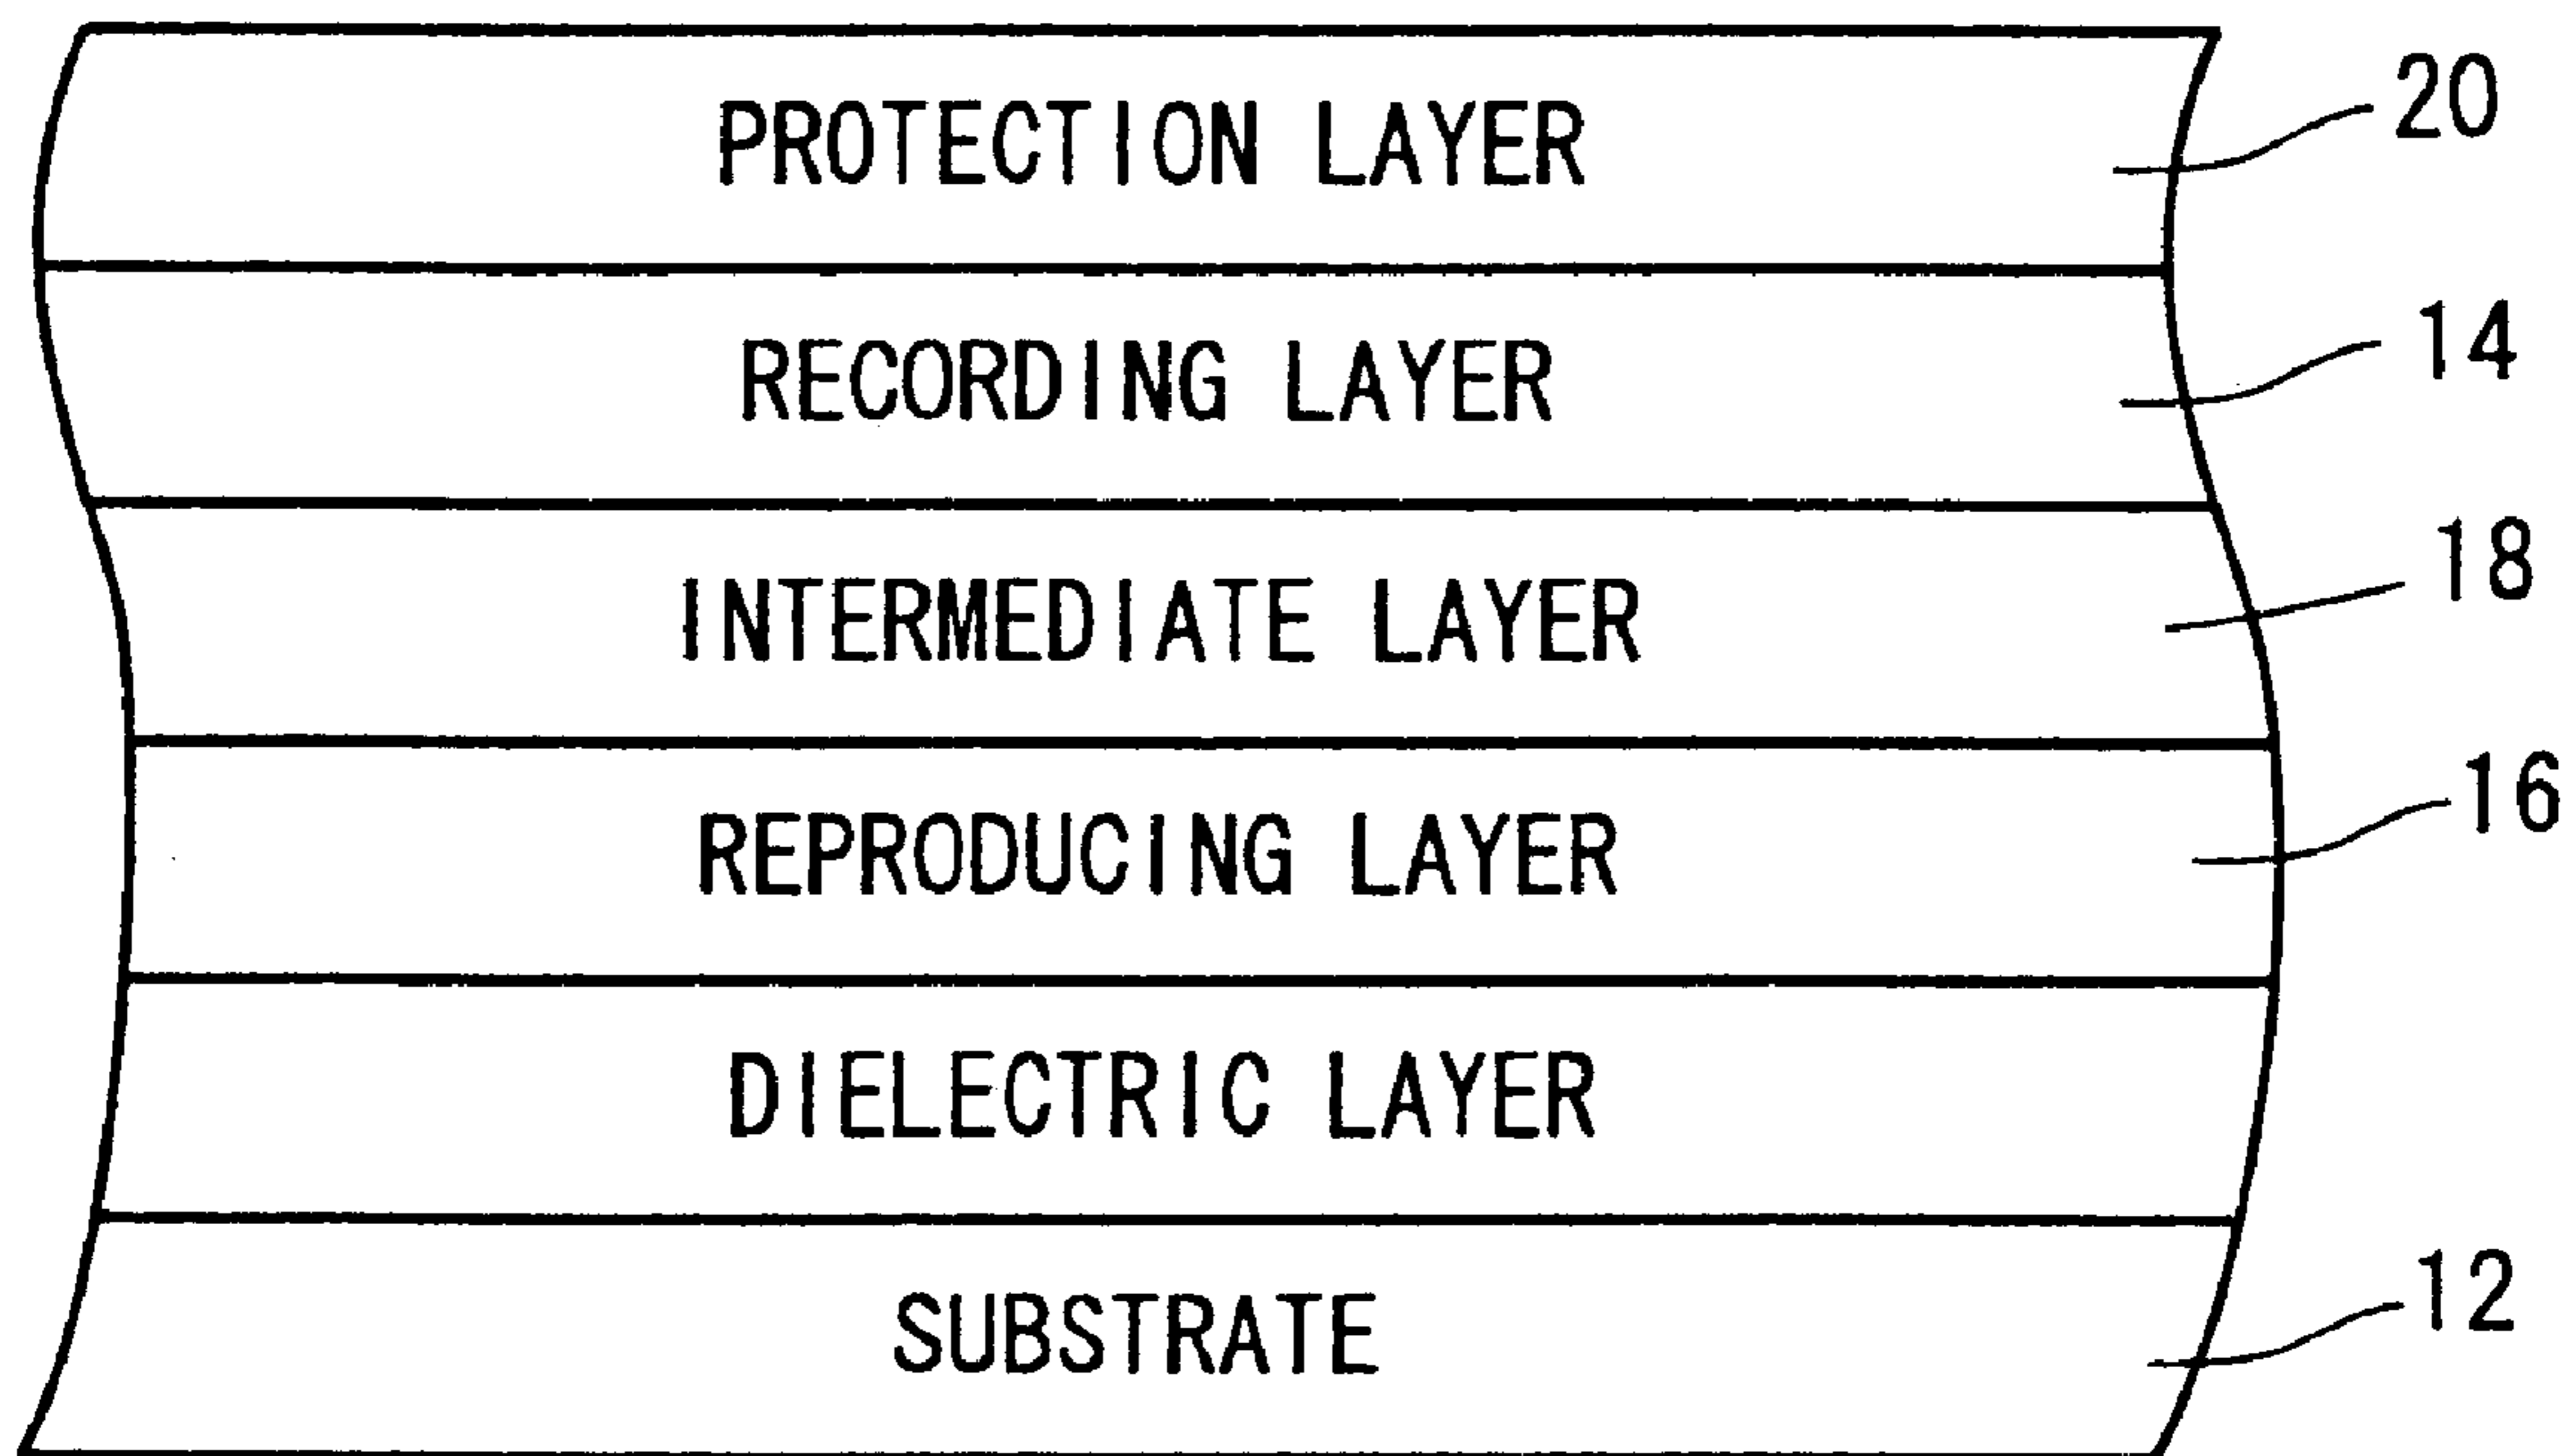 PROTECTION LAYER
20
RECORDING LAYER
14
INTERMEDIATE LAYER
18
REPRODUCING LAYER
16
DIELECTRIC LAYER
SUBSTRATE
12